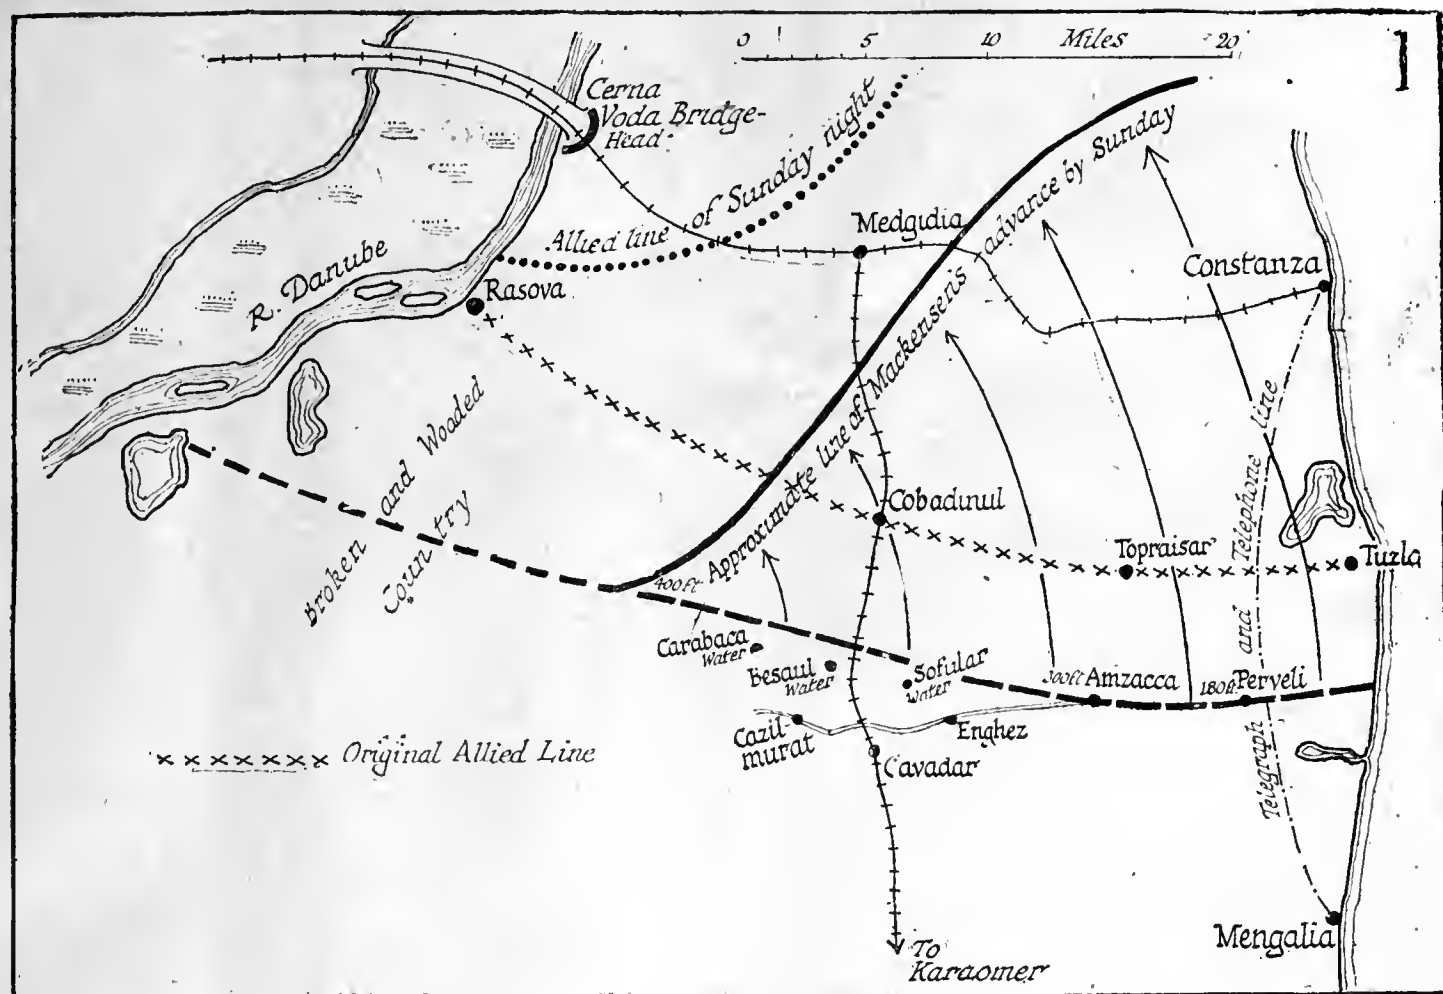 0 5 10 Miles 20
1
Cerna
Voda Bridge-
Head
Allied line of Sunday night
Medgidia
Constanza
R. Danube
Rasova
Approximate line of Mackensen's advance by Sunday
Broken and Wooded
Country
Cobadinul
Topraisar
Tuzla
Telegraph and Telephone line
400ft
Carabaca
Water
Besaul
Water
Sofular
Water
300ft Amzacca
180ft Perveli
Cazil-
murat
Enghez
Cavadar
Original Allied Line
To
Karaomer
Mengalia